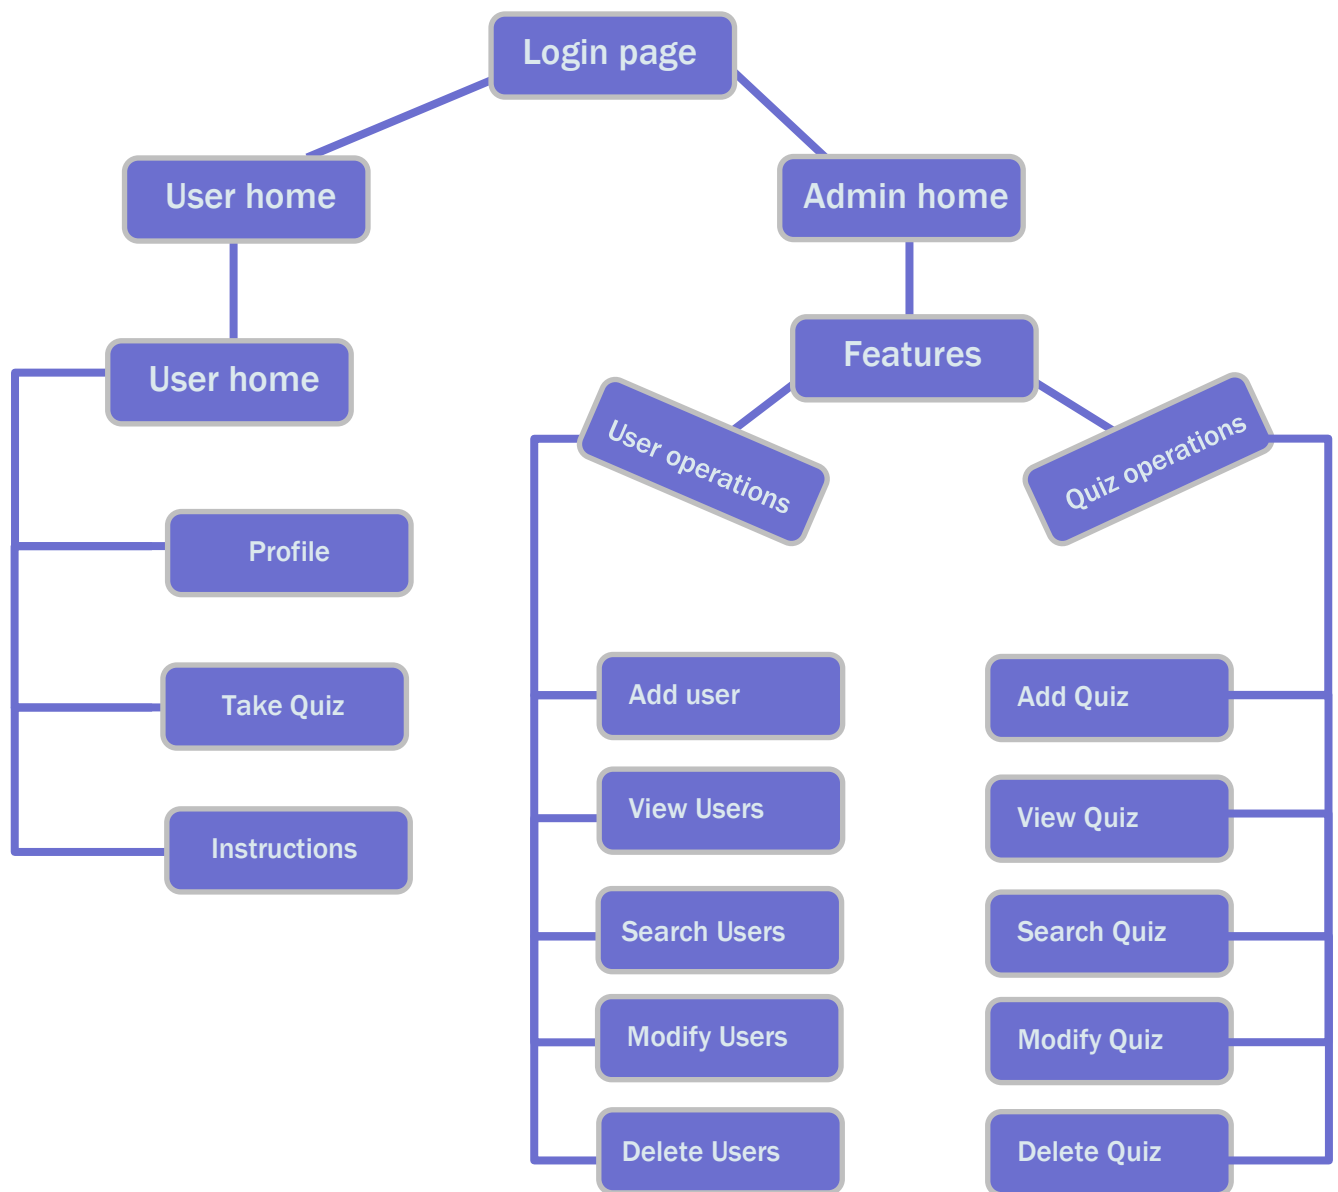 Login page
User home
Admin home
User home
Features
User operations
Quiz operations
Profile
Take Quiz
Instructions
Add user
Add Quiz
View Users
View Quiz
Search Users
Search Quiz
Modify Users
Modify Quiz
Delete Users
Delete Quiz